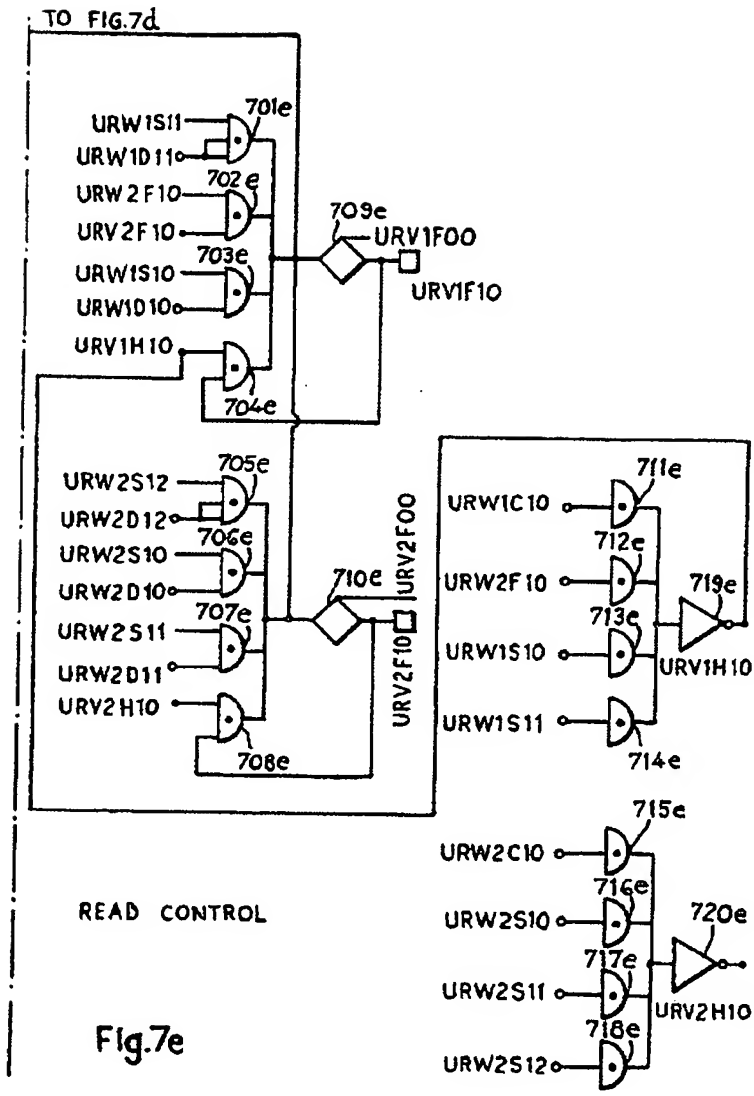 TO FIG.7d
701e
URW1S11
URW1D11
702e
URW2F10
URV2F10
709e
URV1F00
URV1F10
703e
URW1S10
URW1D10
URV1H10
704e
705e
URW2S12
URW2D12
706e
URW2S10
URW2D10
710e
URV2F00
URV2F10
707e
URW2S11
URW2D11
URV2H10
708e
711e
URW1C10
712e
URW2F10
719e
713e
URW1S10
URV1H10
URW1S11
714e
715e
URW2C10
716e
URW2S10
720e
717e
URW2S11
URV2H10
718e
URW2S12
READ CONTROL
Fig.7e